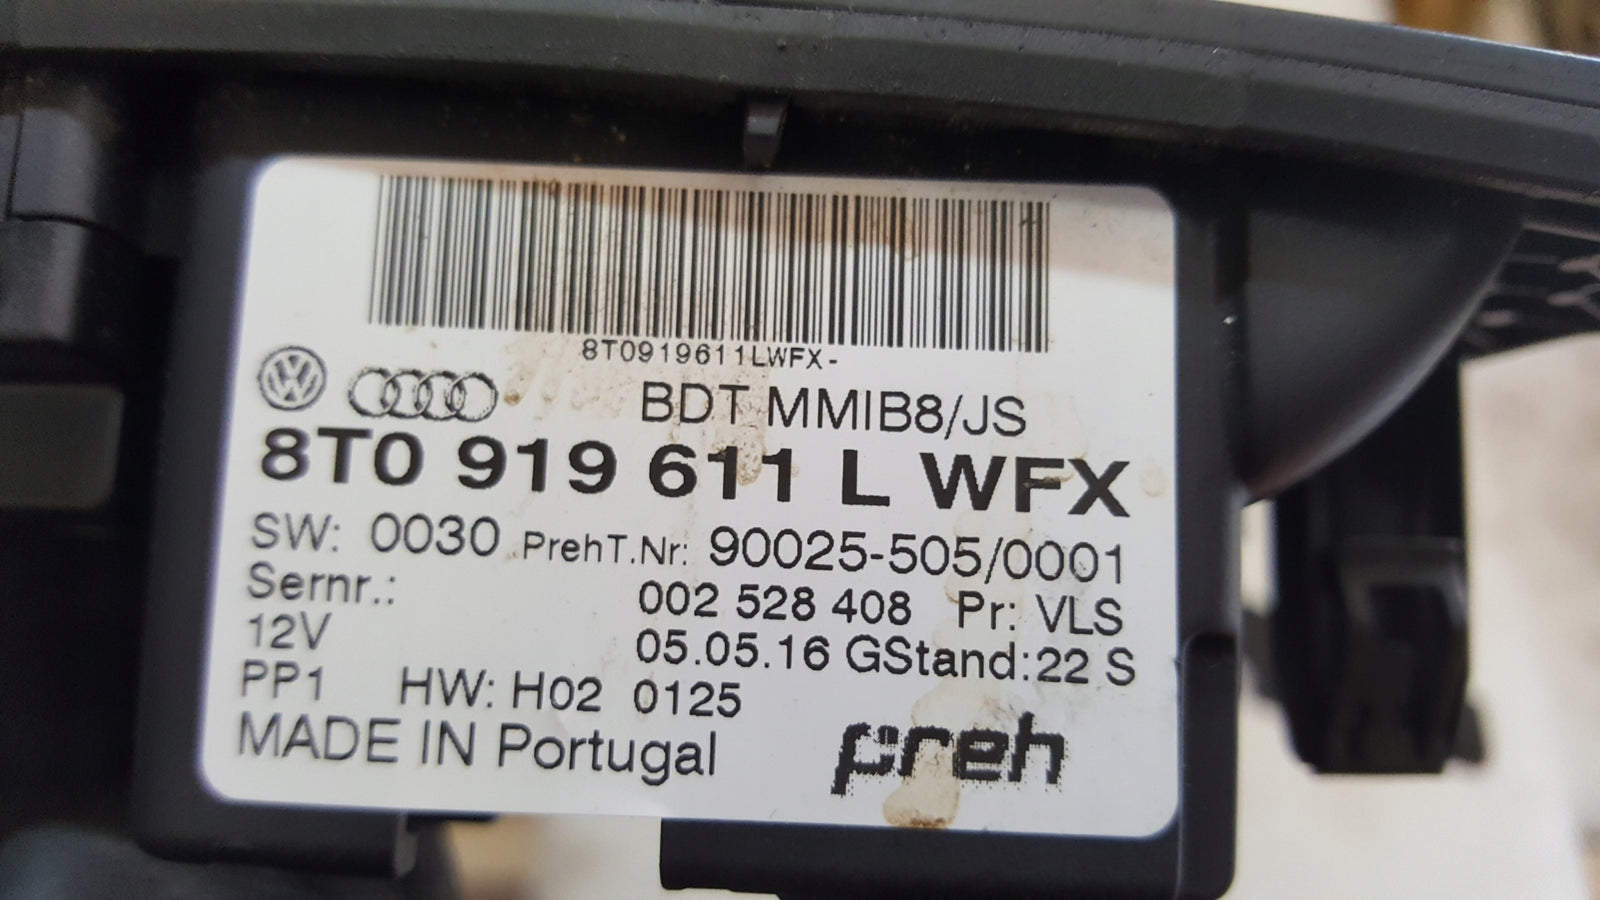 8T0919611LWFX-
BDT MMIB8/JS
8T0 919 611 L WFX
SW: 0030 PrehT.Nr: 90025-505/0001
Sernr.: 002 528 408 Pr: VLS
12V 05.05.16 GStand:22 S
PP1 HW: H02 0125
MADE IN Portugal preh